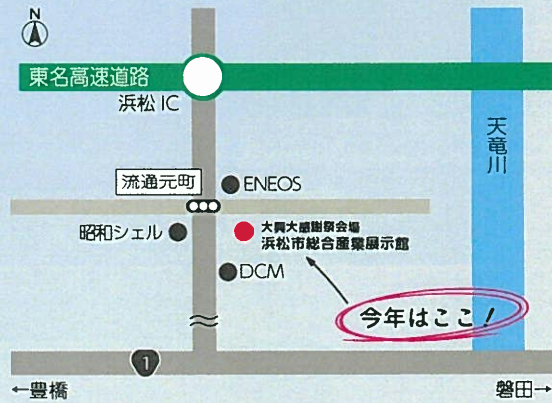 N
東名高速道路
浜松IC
天竜川
流通元町
ENEOS
昭和シェル
大興大感謝祭会場
浜松市総合産業展示館
DCM
今年はここ!
1
←豊橋
磐田→